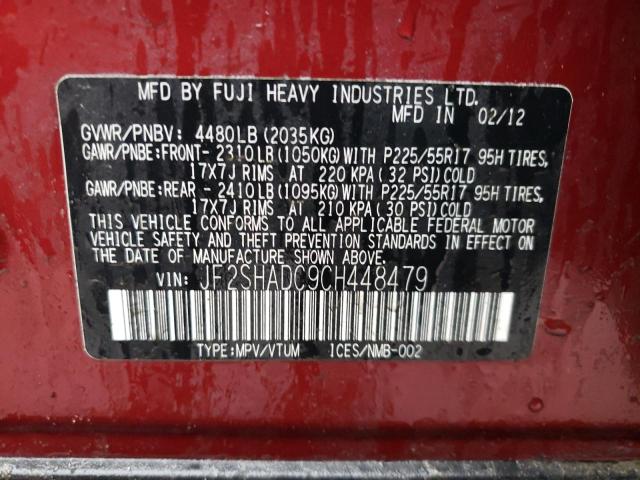 MFD BY FUJI HEAVY INDUSTRIES LTD.
MFD IN 02/12
GVWR/PNBV: 4480LB(2035KG)
GAWR/PNBE:FRONT- 2310LB(1050KG)WITH P225/55R17 95H TIRES,
17X7J RIMS AT 220 KPA(32 PSI)COLD
GAWR/PNBE:REAR - 2410LB(1095KG)WITH P225/55R17 95H TIRES,
17X7J RIMS AT 210 KPA(30 PSI)COLD
THIS VEHICLE CONFORMS TO ALL APPLICABLE FEDERAL MOTOR
VEHICLE SAFETY AND THEFT PREVENTION STANDARDS IN EFFECT ON
THE DATE OF MANUFACTURE SHOWN ABOVE.
VIN: JF2SHADC9CH448479
TYPE:MPV/VTUM ICES/NMB-002